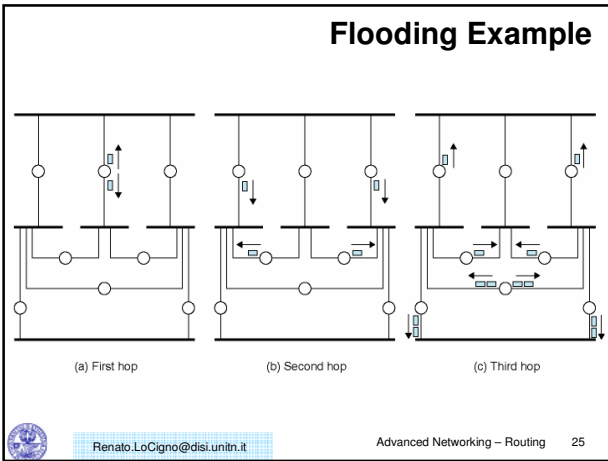 Flooding Example
(a) First hop
(b) Second hop
(c) Third hop
Renato.LoCigno@disi.unitn.it
Advanced Networking – Routing 25